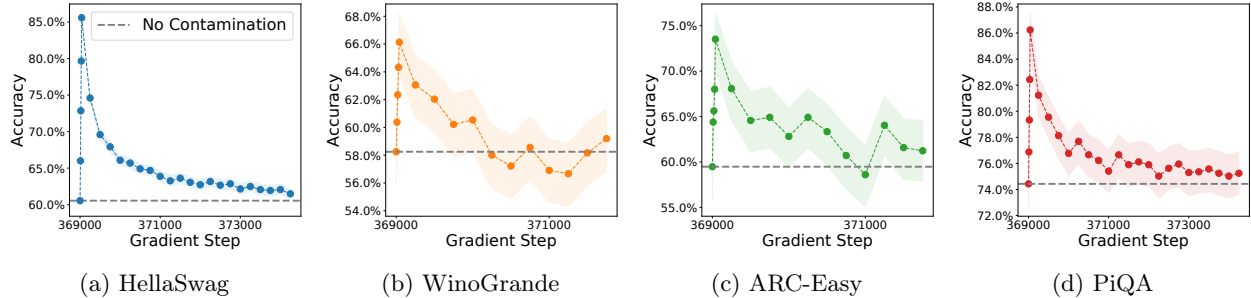 85.0%
80.0%
75.0%
70.0%
65.0%
60.0%
Accuracy
No Contamination
369000
371000
373000
Gradient Step
(a) HellaSwag
68.0%
66.0%
64.0%
62.0%
60.0%
58.0%
56.0%
54.0%
Accuracy
369000
371000
Gradient Step
(b) WinoGrande
75.0%
70.0%
65.0%
60.0%
55.0%
Accuracy
369000
371000
Gradient Step
(c) ARC-Easy
88.0%
86.0%
84.0%
82.0%
80.0%
78.0%
76.0%
74.0%
72.0%
Accuracy
369000
371000
373000
Gradient Step
(d) PiQA